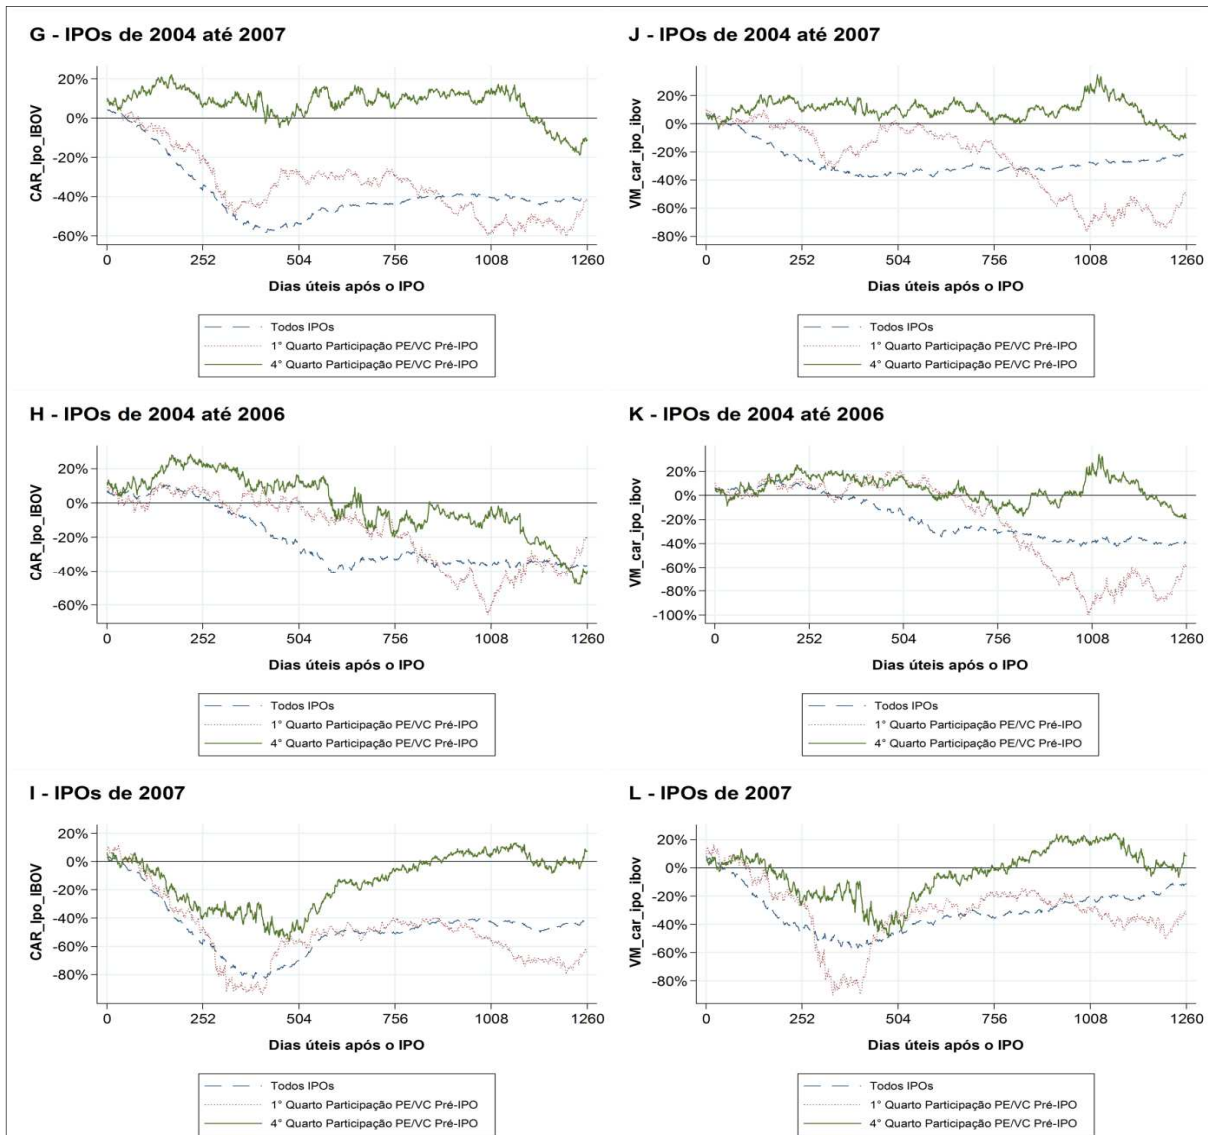 G - IPOs de 2004 até 2007
CAR_Ipo_IBOV
20%
0%
-20%
-40%
-60%
0 252 504 756 1008 1260
Dias úteis após o IPO
Todos IPOs
1° Quarto Participação PE/VC Pré-IPO
4° Quarto Participação PE/VC Pré-IPO
J - IPOs de 2004 até 2007
VM_car_ipo_ibov
20%
0%
-20%
-40%
-60%
-80%
0 252 504 756 1008 1260
Dias úteis após o IPO
Todos IPOs
1° Quarto Participação PE/VC Pré-IPO
4° Quarto Participação PE/VC Pré-IPO
H - IPOs de 2004 até 2006
CAR_Ipo_IBOV
20%
0%
-20%
-40%
-60%
0 252 504 756 1008 1260
Dias úteis após o IPO
Todos IPOs
1° Quarto Participação PE/VC Pré-IPO
4° Quarto Participação PE/VC Pré-IPO
K - IPOs de 2004 até 2006
VM_car_ipo_ibov
20%
0%
-20%
-40%
-60%
-80%
-100%
0 252 504 756 1008 1260
Dias úteis após o IPO
Todos IPOs
1° Quarto Participação PE/VC Pré-IPO
4° Quarto Participação PE/VC Pré-IPO
I - IPOs de 2007
CAR_Ipo_IBOV
20%
0%
-20%
-40%
-60%
-80%
0 252 504 756 1008 1260
Dias úteis após o IPO
Todos IPOs
1° Quarto Participação PE/VC Pré-IPO
4° Quarto Participação PE/VC Pré-IPO
L - IPOs de 2007
VM_car_ipo_ibov
20%
0%
-20%
-40%
-60%
-80%
0 252 504 756 1008 1260
Dias úteis após o IPO
Todos IPOs
1° Quarto Participação PE/VC Pré-IPO
4° Quarto Participação PE/VC Pré-IPO